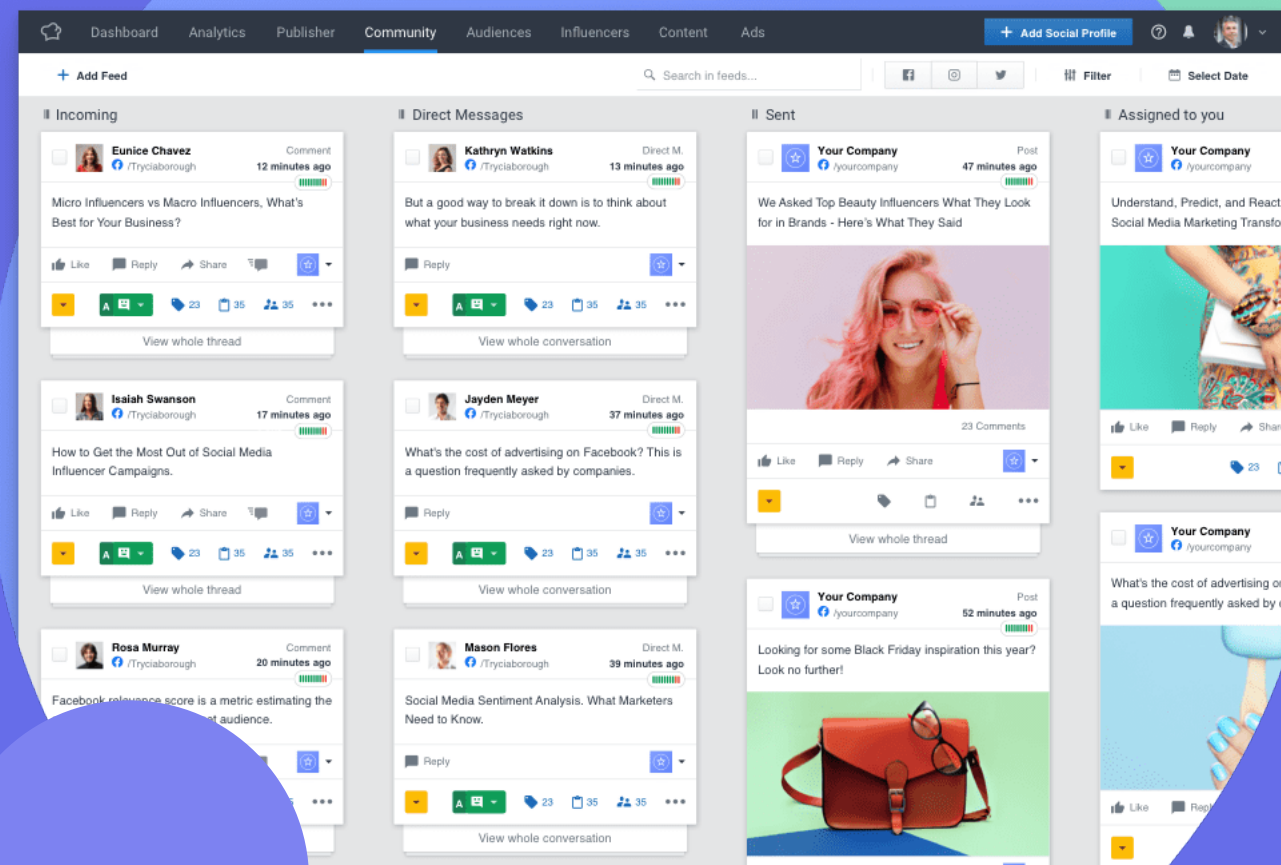 Dashboard Analytics Publisher Community Audiences Influencers Content Ads
+ Add Social Profile
+ Add Feed
Search in feeds...
Filter
Select Date
Incoming
Eunice Chavez
/Tryciaborough
Comment
12 minutes ago
Micro Influencers vs Macro Influencers, What's
Best for Your Business?
Like Reply Share
A 23 35 35
View whole thread
Isaiah Swanson
/Tryciaborough
Comment
17 minutes ago
How to Get the Most Out of Social Media
Influencer Campaigns.
Like Reply Share
A 23 35 35
View whole thread
Rosa Murray
/Tryciaborough
Comment
20 minutes ago
Facebook relevance score is a metric estimating the
audience.
Direct Messages
Kathryn Watkins
/Tryciaborough
Direct M.
13 minutes ago
But a good way to break it down is to think about
what your business needs right now.
Reply
A 23 35 35
View whole conversation
Jayden Meyer
/Tryciaborough
Direct M.
37 minutes ago
What's the cost of advertising on Facebook? This is
a question frequently asked by companies.
Reply
A 23 35 35
View whole conversation
Mason Flores
/Tryciaborough
Direct M.
39 minutes ago
Social Media Sentiment Analysis. What Marketers
Need to Know.
Reply
A 23 35 35
View whole conversation
Sent
Your Company
/yourcompany
Post
47 minutes ago
We Asked Top Beauty Influencers What They Look
for in Brands - Here's What They Said
23 Comments
Like Reply Share
View whole thread
Your Company
/yourcompany
Post
52 minutes ago
Looking for some Black Friday inspiration this year?
Look no further!
Assigned to you
Your Company
/yourcompany
Understand, Predict, and React
Social Media Marketing
Like Reply Share
23
Your Company
/yourcompany
What's the cost of advertising on
a question frequently asked by
Like